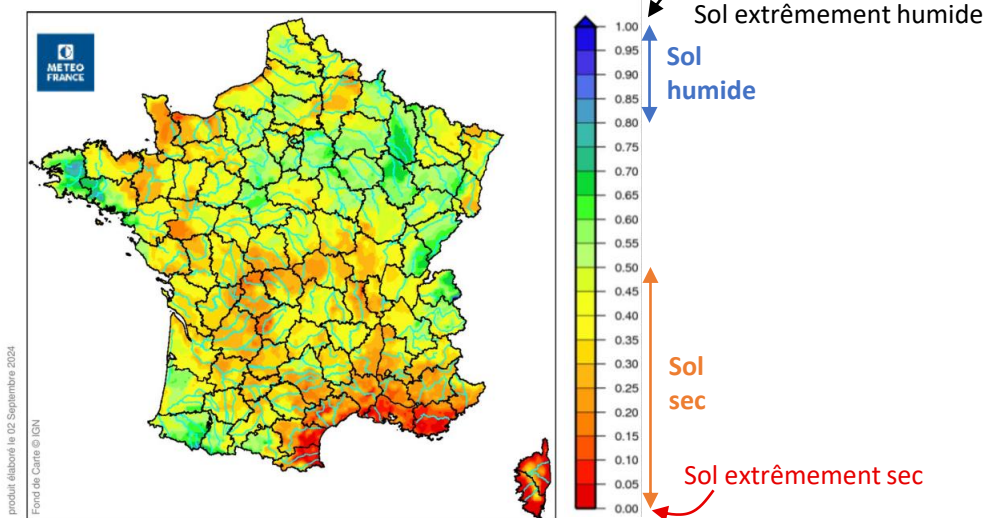 METEO
FRANCE
produit élaboré le 02 Septembre 2024
Fond de Carte © IGN
1.00
0.95
0.90
0.85
0.80
0.75
0.70
0.65
0.60
0.55
0.50
0.45
0.40
0.35
0.30
0.25
0.20
0.15
0.10
0.05
0.00
Sol extrêmement humide
Sol
humide
Sol
sec
Sol extrêmement sec